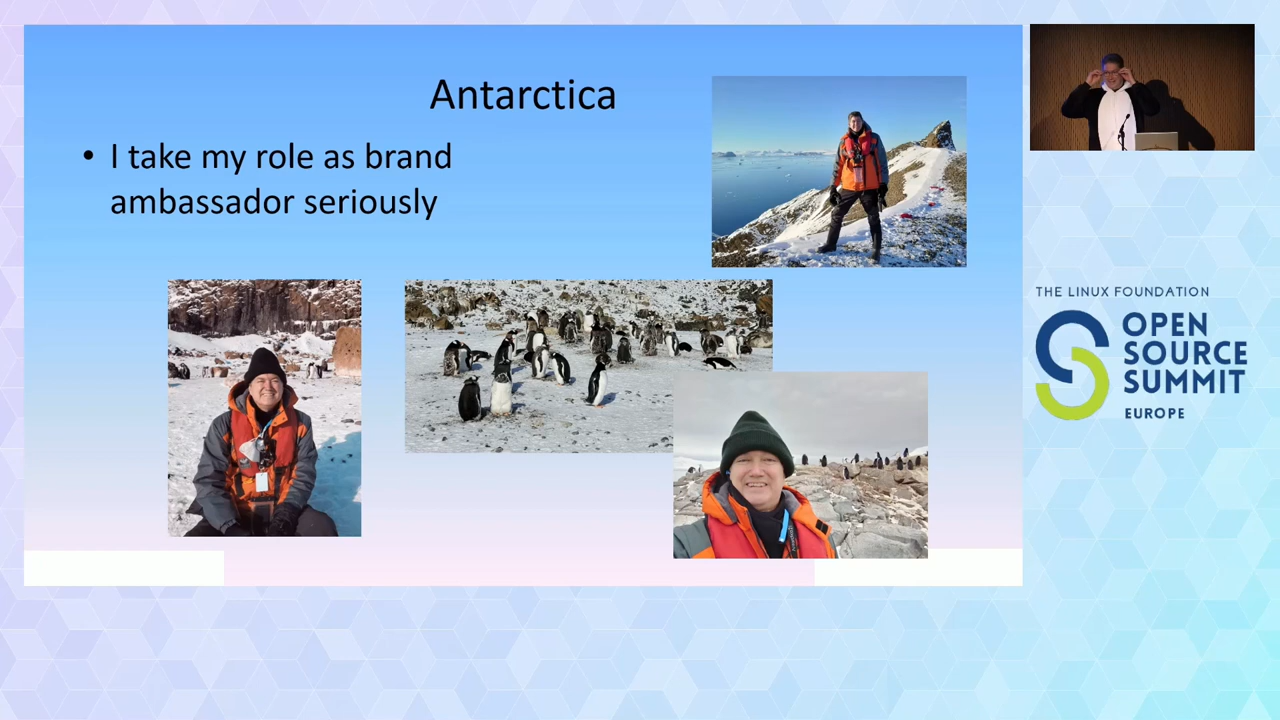 Antarctica
• I take my role as brand
ambassador seriously
THE LINUX FOUNDATION
OPEN
SOURCE
SUMMIT
EUROPE